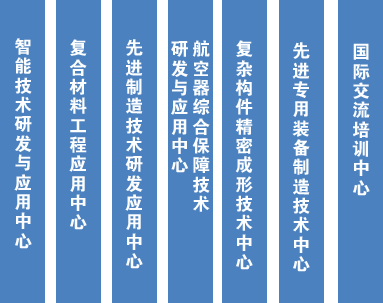 智能技术研发与应用中心
复合材料工程应用中心
先进制造技术研发应用中心
航空器综合保障技术
研发与应用中心
复杂构件精密成形技术中心
先进专用装备制造技术中心
国际交流培训中心